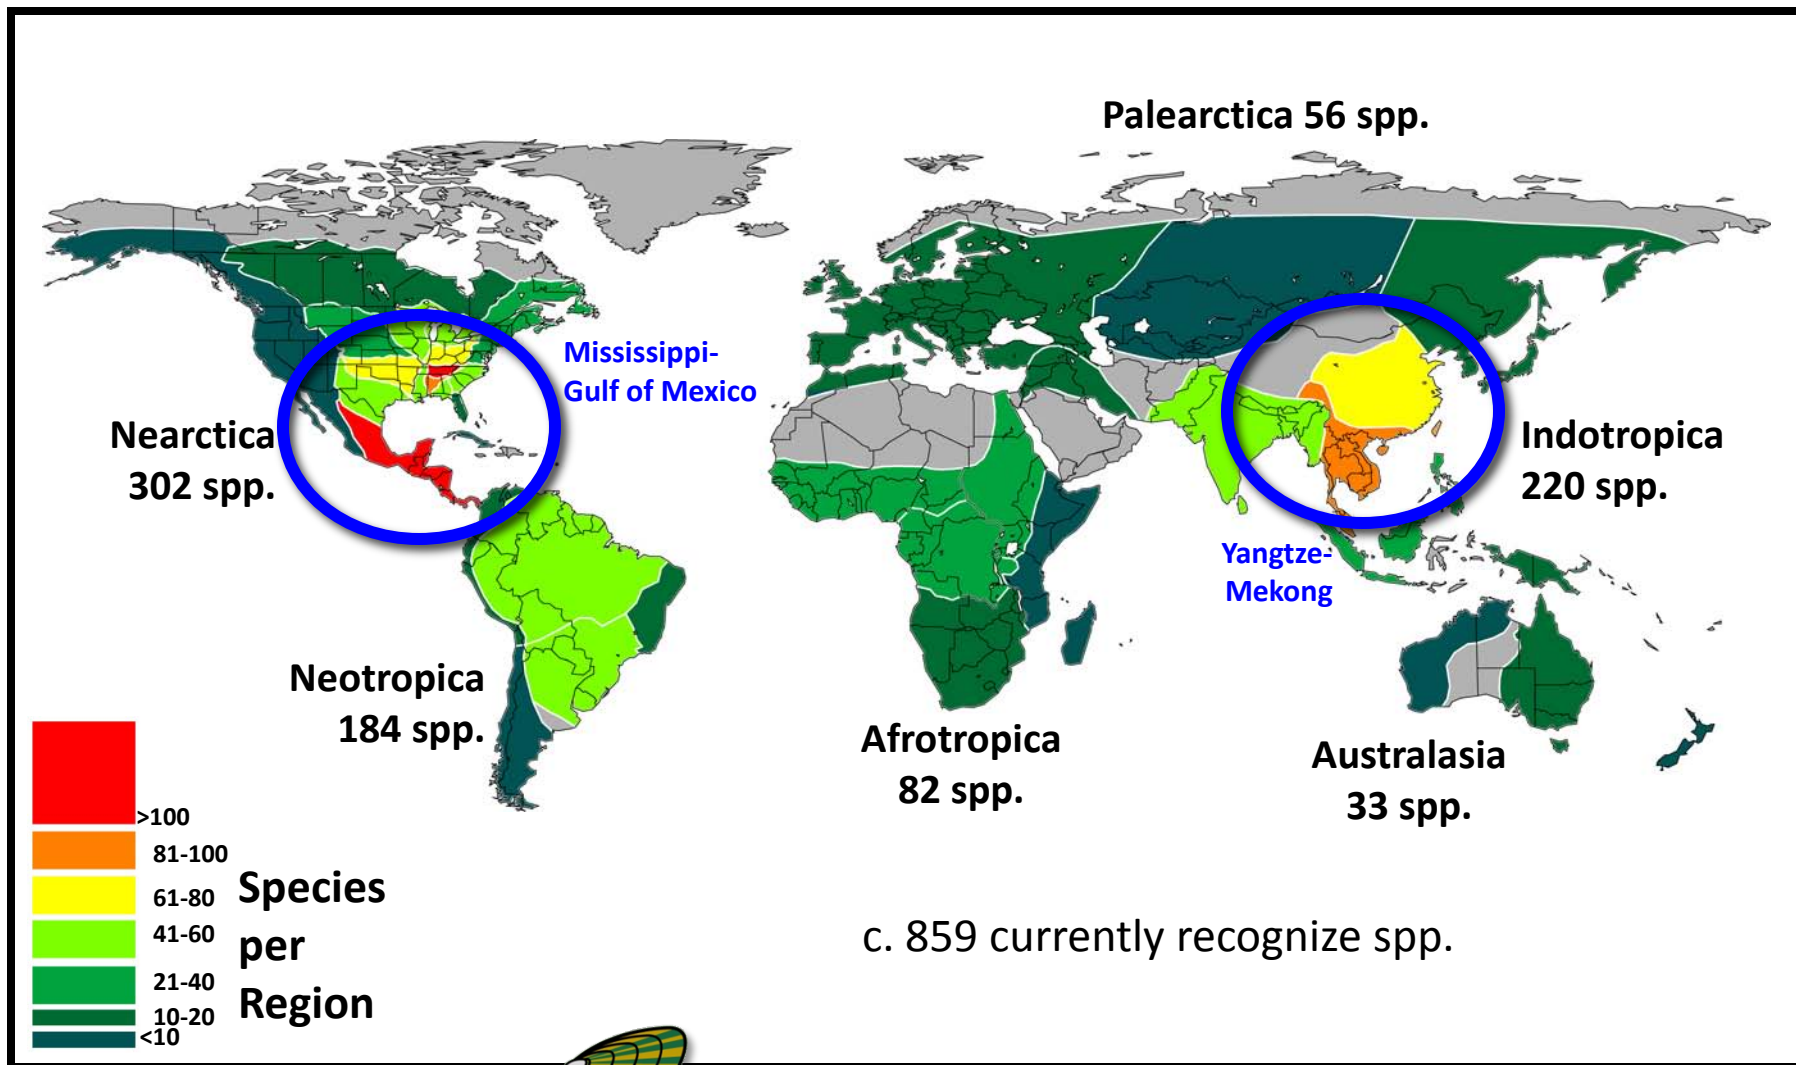 Palearctica 56 spp.
Mississippi-
Gulf of Mexico
Nearctica
302 spp.
Indotropica
220 spp.
Yangtze-
Mekong
Neotropica
184 spp.
Afrotropica
82 spp.
Australasia
33 spp.
>100
81-100
61-80
41-60
21-40
10-20
<10
Species
per
Region
c. 859 currently recognize spp.